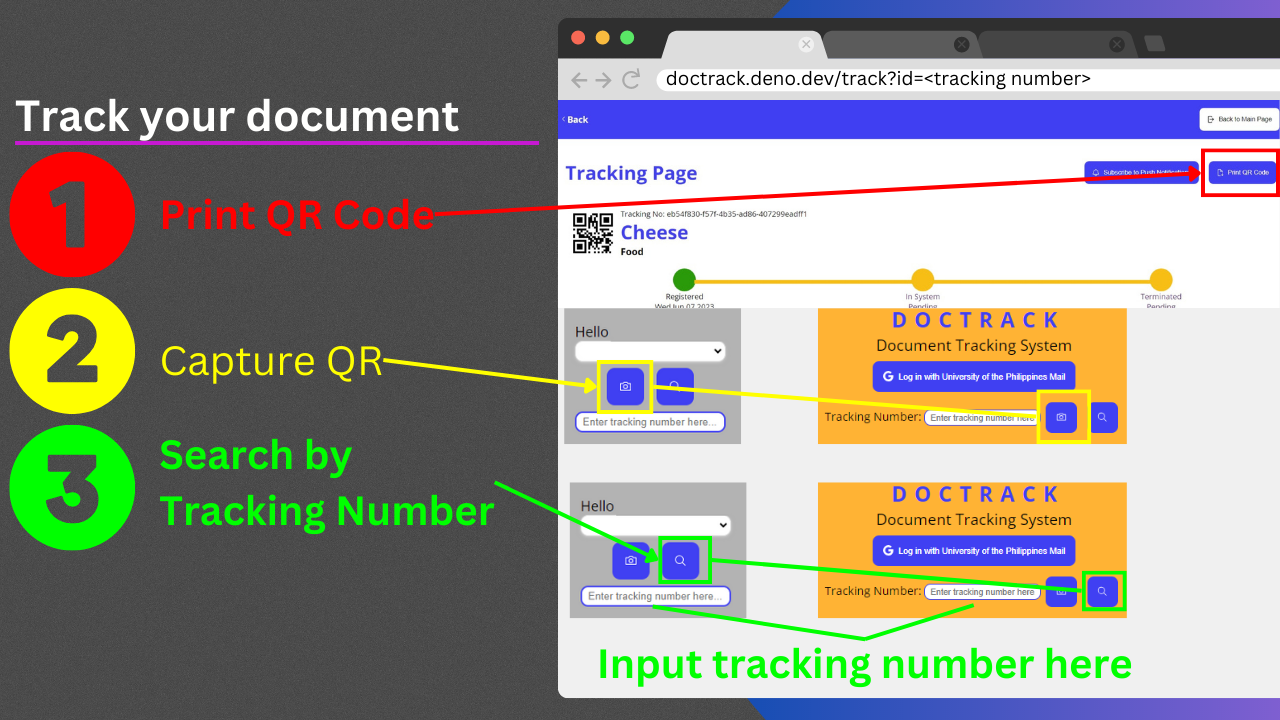 Track your document
1
Print QR Code
2
Capture QR
3
Search by
Tracking Number
doctrack.deno.dev/track?id=<tracking number>
Back
Back to Main Page
Tracking Page
Subscribe to Push Notification
Print QR Code
Tracking No: eb54f830-f57f-4b35-ad86-407299eadff1
Cheese
Food
Registered
In System
Terminated
Wed Jun 07 2023
Pending
Pending
Hello
Enter tracking number here...
DOCTRACK
Document Tracking System
G Log in with University of the Philippines Mail
Tracking Number: Enter tracking number here
Hello
Enter tracking number here...
DOCTRACK
Document Tracking System
G Log in with University of the Philippines Mail
Tracking Number: Enter tracking number here
Input tracking number here